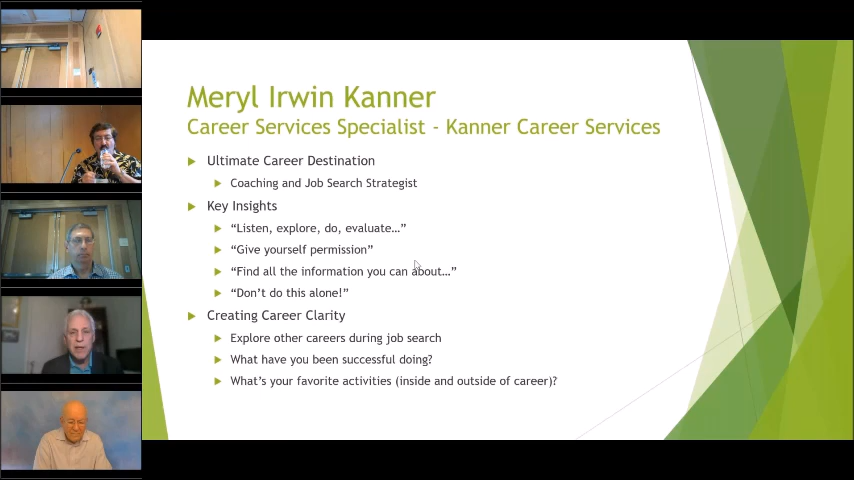 Meryl Irwin Kanner
Career Services Specialist - Kanner Career Services
Ultimate Career Destination
Coaching and Job Search Strategist
Key Insights
“Listen, explore, do, evaluate…”
“Give yourself permission”
“Find all the information you can about…”
“Don’t do this alone!”
Creating Career Clarity
Explore other careers during job search
What have you been successful doing?
What’s your favorite activities (inside and outside of career)?